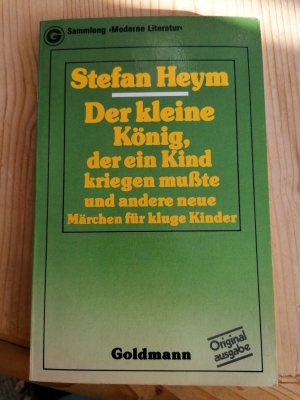 G Sammlung ›Moderne Literatur‹
Stefan Heym
Der kleine
König,
der ein Kind
kriegen mußte
und andere neue
Märchen für kluge Kinder
Original
ausgabe
Goldmann